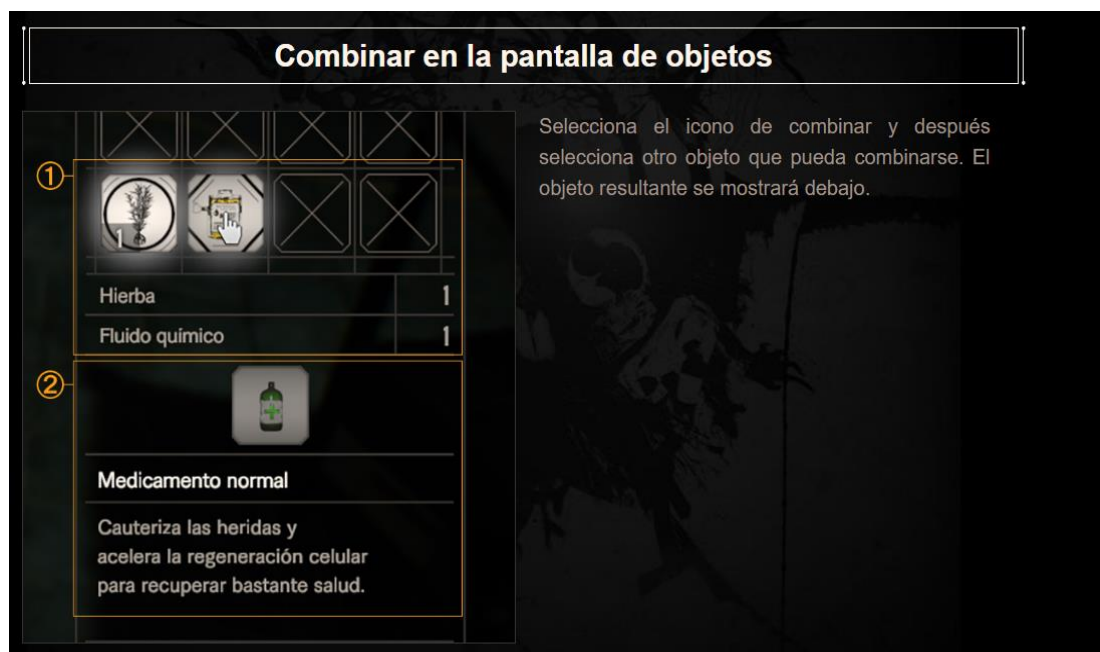 Combinar en la pantalla de objetos
Selecciona el icono de combinar y después
selecciona otro objeto que pueda combinarse. El
objeto resultante se mostrará debajo.
①
1
Hierba 1
Fluido químico 1
②
Medicamento normal
Cauteriza las heridas y
acelera la regeneración celular
para recuperar bastante salud.